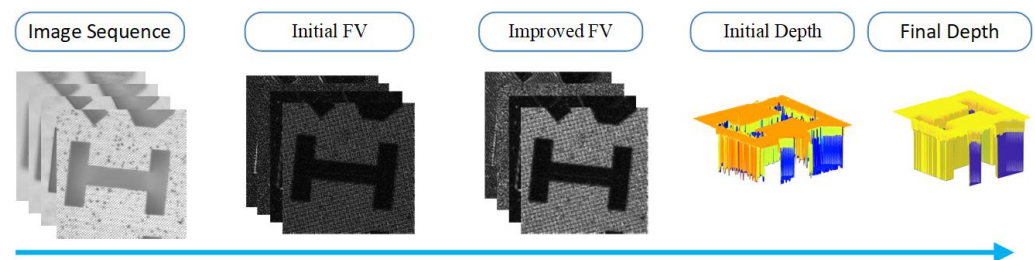 Image Sequence
Initial FV
Improved FV
Initial Depth
Final Depth